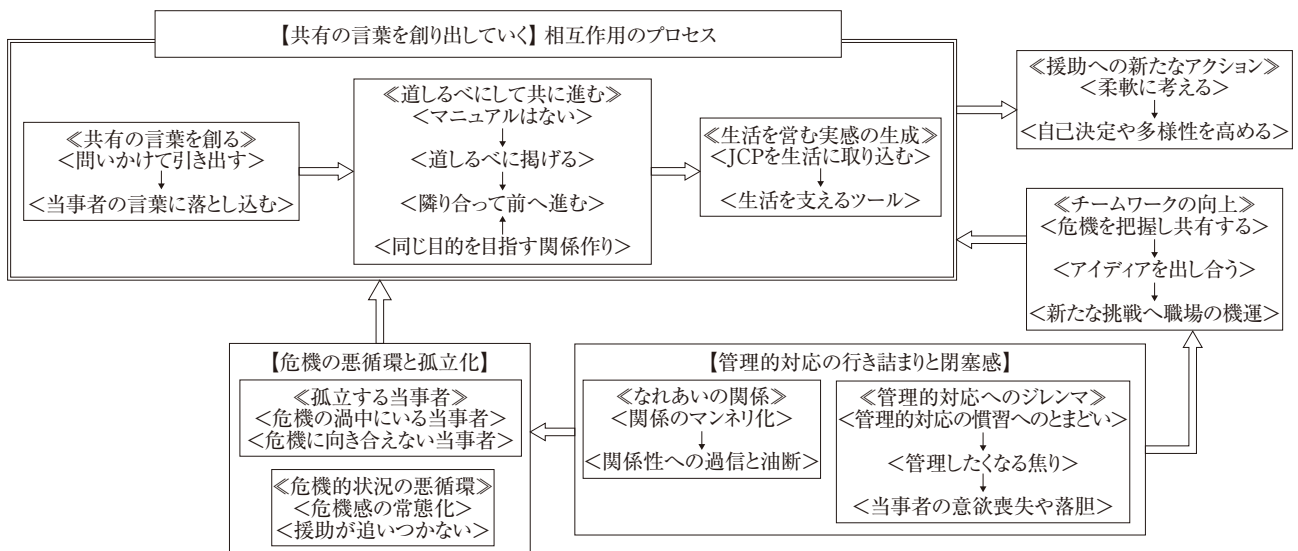 【共有の言葉を創り出していく】相互作用のプロセス
≪共有の言葉を創る≫
<問いかけて引き出す>
<当事者の言葉に落とし込む>
≪道しるべにして共に進む≫
<マニュアルはない>
<道しるべに掲げる>
<隣り合って前へ進む>
<同じ目的を目指す関係作り>
≪生活を営む実感の生成≫
<JCPを生活に取り込む>
<生活を支えるツール>
≪援助への新たなアクション≫
<柔軟に考える>
<自己決定や多様性を高める>
≪チームワークの向上≫
<危機を把握し共有する>
<アイディアを出し合う>
<新たな挑戦へ職場の機運>
【危機の悪循環と孤立化】
≪孤立する当事者≫
<危機の渦中にいる当事者>
<危機に向き合えない当事者>
≪危機的状況の悪循環≫
<危機感の常態化>
<援助が追いつかない>
【管理的対応の行き詰まりと閉塞感】
≪なれあいの関係≫
<関係のマンネリ化>
<関係性への過信と油断>
≪管理的対応へのジレンマ≫
<管理的対応の慣習へのとまどい>
<管理したくなる焦り>
<当事者の意欲喪失や落胆>